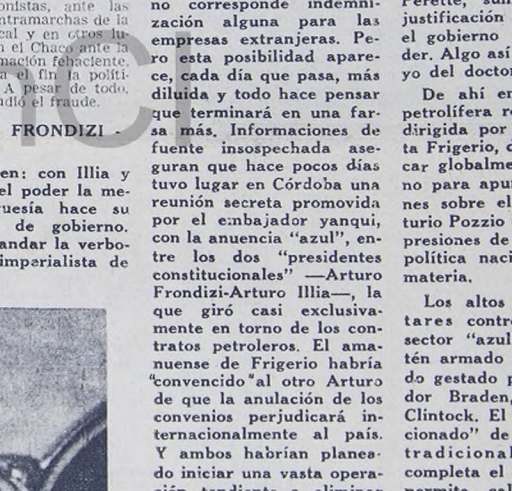 onistas, ante las
ntramarchas de la
cal y en otros lu-
n el Chaco ante la
mación fehaciente,
a el fin la políti-
A pesar de todo,
udió el fraude.
FRONDIZI -
en: con Illia y
el poder la me-
uesía hace su
de gobierno.
andar la verbo-
imperialista de
no corresponde indemni-
zación alguna para las
empresas extranjeras. Pe-
ro esta posibilidad apare-
ce, cada día que pasa, más
diluida y todo hace pensar
que terminará en una far-
sa más. Informaciones de
fuente insospechada ase-
guran que hace pocos días
tuvo lugar en Córdoba una
reunión secreta promovida
por el embajador yanqui,
con la anuencia "azul", en-
tre los dos "presidentes
constitucionales" —Arturo
Frondizi-Arturo Illia—, la
que giró casi exclusiva-
mente en torno de los con-
tratos petroleros. El ama-
nuense de Frigerio habría
"convencido "al otro Arturo
de que la anulación de los
convenios perjudicará in-
ternacionalmente al país.
Y ambos habrían planea-
do iniciar una vasta opera-
ción tendiente a eliminar
justificación
el gobierno
der. Algo así
yo del doctor
De ahí en
petrolífera r
dirigida por
ta Frigerio, d
car globalme
no para apu
nes sobre el
turio Pozzio
presiones de
política naci
materia.
Los altos
tares contr
sector "azul
tén armado
do gestado p
dor Braden,
Clintock. El
cionado" de
tradicional
completa el